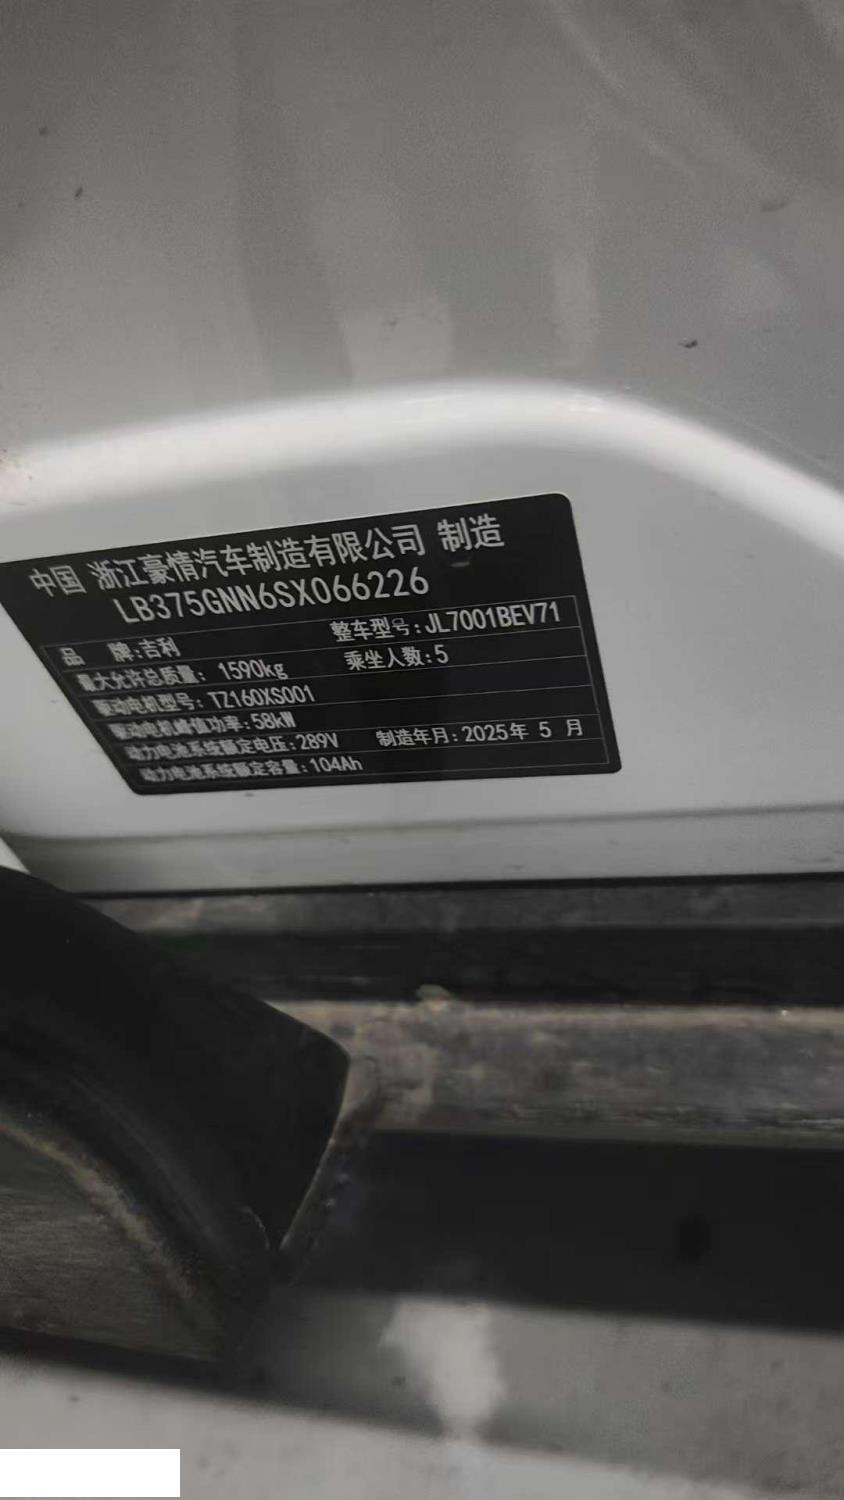 中国 浙江豪情汽车制造有限公司 制造
LB375GNN6SX066226
品 牌:吉利 整车型号:JL7001BEV71
最大允许总质量: 1590kg 乘坐人数:5
驱动电机型号:TZ160XS001
驱动电机峰值功率:58kW
动力电池系统额定电压:289V 制造年月:2025年 5 月
动力电池系统额定容量:104Ah